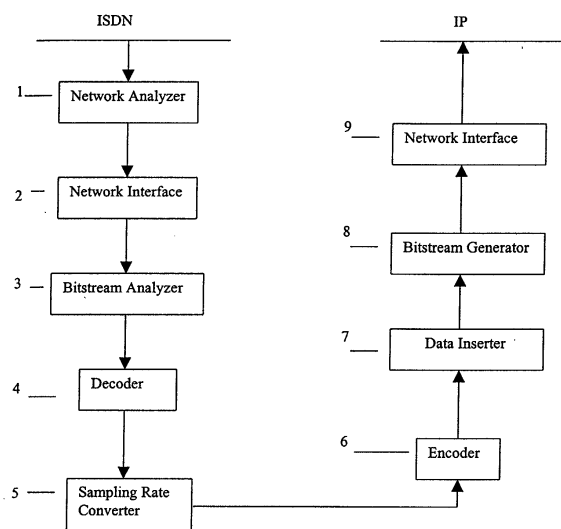 ISDN
1
Network Analyzer
2
Network Interface
3
Bitstream Analyzer
4
Decoder
5
Sampling Rate
Converter
IP
9
Network Interface
8
Bitstream Generator
7
Data Inserter
6
Encoder